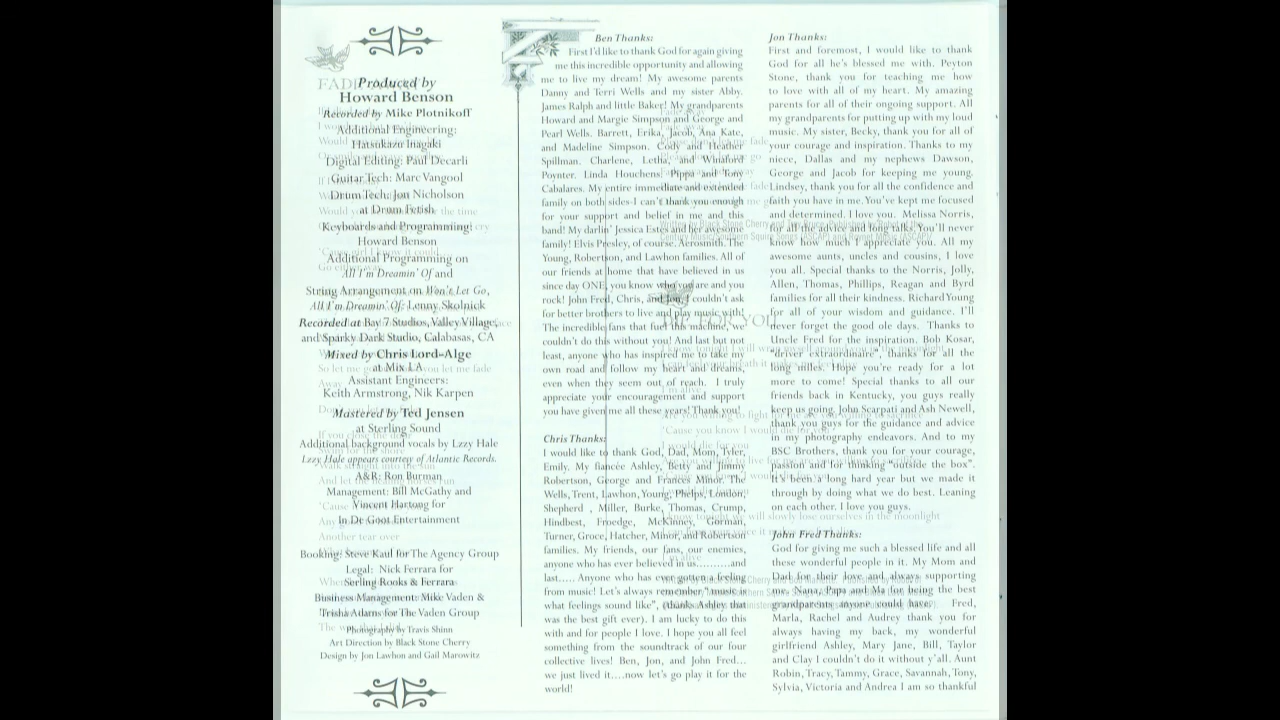 Produced by
Howard Benson
Recorded by Mike Plotnikoff
Additional Engineering:
Hatsukazu Inagaki
Digital Editing: Paul Decarli
Guitar Tech: Marc Vangool
Drum Tech: Jon Nicholson
at Drum Fetish
Keyboards and Programming:
Howard Benson
Additional Programming on
All I'm Dreamin' Of and
String Arrangement on Won't Let Go,
All I'm Dreamin' Of: Lenny Skolnick
Recorded at Bay 7 Studios, Valley Village,
and Sparky Dark Studio, Calabasas, CA
Mixed by Chris Lord-Alge
at Mix LA
Assistant Engineers:
Keith Armstrong, Nik Karpen
Mastered by Ted Jensen
at Sterling Sound
Additional background vocals by Lzzy Hale
Lzzy Hale appears courtesy of Atlantic Records.
A&R: Ron Burman
Management: Bill McGathy and
Vincent Hartong for
In De Goot Entertainment
Booking: Steve Kaul for The Agency Group
Legal: Nick Ferrara for
Serling Rooks & Ferrara
Business Management: Mike Vaden &
Trisha Adams for The Vaden Group
Photography by Travis Shinn
Art Direction by Black Stone Cherry
Design by Jon Lawhon and Gail Marowitz
Ben Thanks:
First I'd like to thank God for again giving
me this incredible opportunity and allowing
me to live my dream! My awesome parents
Danny and Terri Wells and my sister Abby.
James Ralph and little Baker! My grandparents
Howard and Margie Simpson and George and
Pearl Wells. Barrett, Erika, Jacob, Ana Kate,
and Madeline Simpson. Cody and Heather
Spillman. Charlene, Letha, and Winford
Poynter. Linda Houchens. Pippa and Tony
Cabalares. My entire immediate and extended
family on both sides-I can't thank you enough
for your support and belief in me and this
band! My darlin' Jessica Estes and her awesome
family! Elvis Presley, of course. Aerosmith. The
Young, Robertson, and Lawhon families. All of
our friends at home that have believed in us
since day ONE, you know who you are and you
rock! John Fred, Chris, and Jon, I couldn't ask
for better brothers to live and play music with!
The incredible fans that fuel this machine, we
couldn't do this without you! And last but not
least, anyone who has inspired me to take my
own road and follow my heart and dreams,
even when they seem out of reach. I truly
appreciate your encouragement and support
you have given me all these years! Thank you!
Chris Thanks:
I would like to thank God, Dad, Mom, Tyler,
Emily. My fiancée Ashley, Betty and Jimmy
Robertson, George and Frances Minor. The
Wells, Trent, Lawhon, Young, Phelps, London,
Shepherd , Miller, Burke, Thomas, Crump,
Hindbest, Froedge, McKinney, Gorman,
Turner, Groce, Hatcher, Minor, and Robertson
families. My friends, our fans, our enemies,
anyone who has ever believed in us..........and
last..... Anyone who has ever gotten a feeling
from music! Let's always remember "music is
what feelings sound like", (thanks Ashley that
was the best gift ever). I am lucky to do this
with and for people I love. I hope you all feel
something from the soundtrack of our four
collective lives! Ben, Jon, and John Fred...
we just lived it....now let's go play it for the
world!
Jon Thanks:
First and foremost, I would like to thank
God for all he's blessed me with. Peyton
Stone, thank you for teaching me how
to love with all of my heart. My amazing
parents for all of their ongoing support. All
my grandparents for putting up with my loud
music. My sister, Becky, thank you for all of
your courage and inspiration. Thanks to my
niece, Dallas and my nephews Dawson,
George and Jacob for keeping me young.
Lindsey, thank you for all the confidence and
faith you have in me. You've kept me focused
and determined. I love you. Melissa Norris,
for all the advice and long talks. You'll never
know how much I appreciate you. All my
awesome aunts, uncles and cousins, I love
you all. Special thanks to the Norris, Jolly,
Allen, Thomas, Phillips, Reagan and Byrd
families for all their kindness. Richard Young
for all of your wisdom and guidance. I'll
never forget the good ole days. Thanks to
Uncle Fred for the inspiration. Bob Kosar,
"driver extraordinaire", thanks for all the
long miles. Hope you're ready for a lot
more to come! Special thanks to all our
friends back in Kentucky, you guys really
keep us going. John Scarpati and Ash Newell,
thank you guys for the guidance and advice
in my photography endeavors. And to my
BSC Brothers, thank you for your courage,
passion and for thinking "outside the box".
It's been a long hard year but we made it
through by doing what we do best. Leaning
on each other. I love you guys.
John Fred Thanks:
God for giving me such a blessed life and all
these wonderful people in it. My Mom and
Dad for their love and always supporting
me. Nana, Papa and Ma for being the best
grandparents anyone could have! Fred,
Marla, Rachel and Audrey thank you for
always having my back, my wonderful
girlfriend Ashley, Mary Jane, Bill, Taylor
and Clay I couldn't do it without y'all. Aunt
Robin, Tracy, Tammy, Grace, Savannah, Tony,
Sylvia, Victoria and Andrea I am so thankful